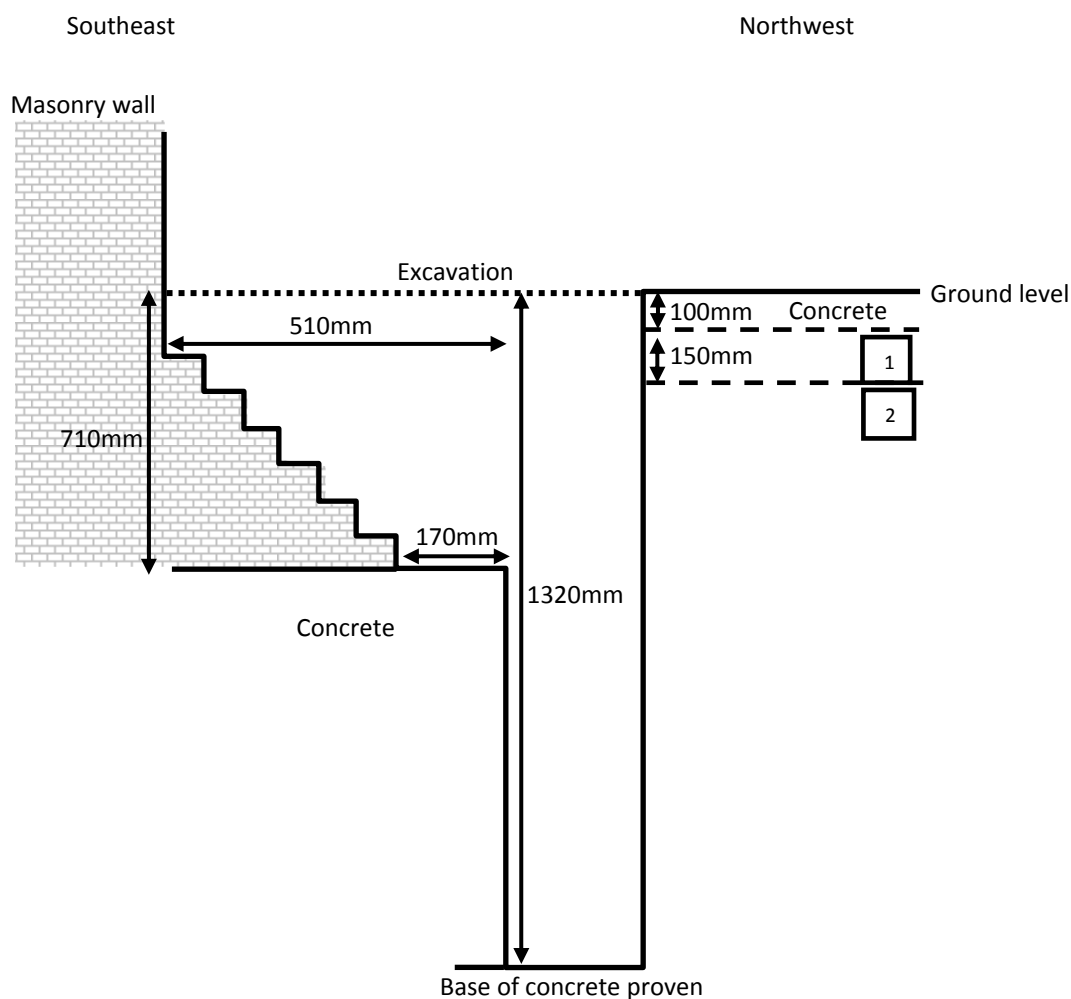 Southeast
Northwest
Masonry wall
Excavation
Ground level
100mm
Concrete
510mm
150mm
1
2
710mm
170mm
1320mm
Concrete
Base of concrete proven